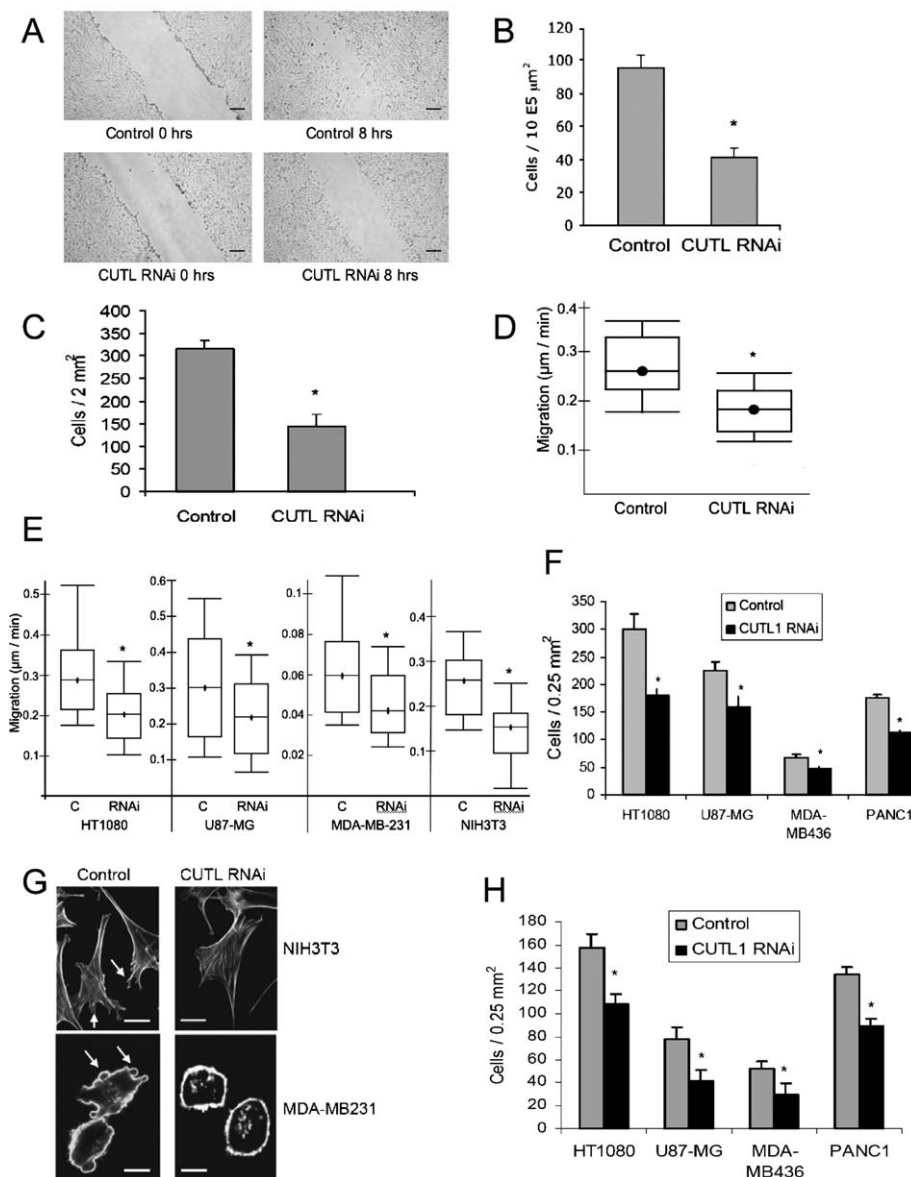 A
Control 0 hrs
Control 8 hrs
CUTL RNAi 0 hrs
CUTL RNAi 8 hrs
B
Cells / 10 E5 µm²
120
100
80
60
40
20
0
*
Control
CUTL RNAi
C
Cells / 2 mm²
400
350
300
250
200
150
100
50
0
*
Control
CUTL RNAi
D
Migration (µm / min)
0.4
0.3
0.2
0.1
*
Control
CUTL RNAi
E
Migration (µm / min)
0.5
0.3
0.2
0.1
*
C
RNAi
HT1080
0.6
0.5
0.4
0.3
0.2
0.1
*
C
RNAi
U87-MG
0.1
0.08
0.06
0.04
0.02
*
C
RNAi
MDA-MB-231
0.4
0.2
0.1
*
C
RNAi
NIH3T3
F
Control
CUTL1 RNAi
Cells / 0.25 mm²
350
300
250
200
150
100
50
0
*
*
*
*
HT1080
U87-MG
MDA-
MB436
PANC1
G
Control
CUTL RNAi
NIH3T3
MDA-MB231
H
Control
CUTL1 RNAi
Cells / 0.25 mm²
180
160
140
120
100
80
60
40
20
0
*
*
*
*
HT1080
U87-MG
MDA-
MB436
PANC1